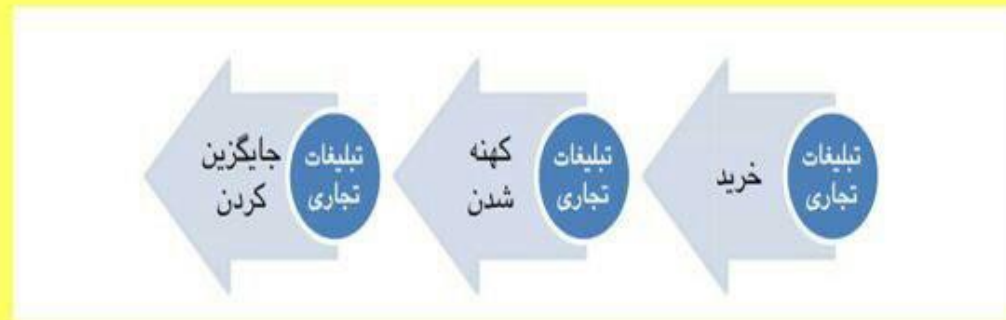 تبلیغات
تجاری
خرید
تبلیغات
تجاری
کهنه
شدن
تبلیغات
تجاری
جایگزین
کردن